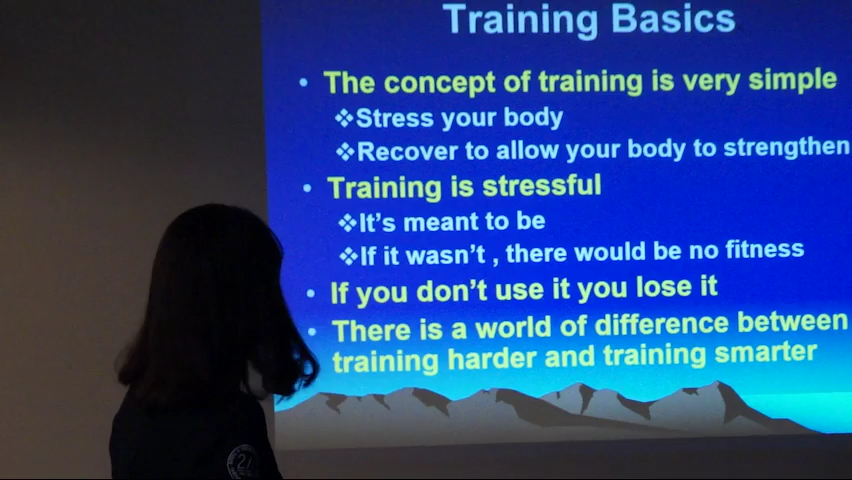 Training Basics
• The concept of training is very simple
❖Stress your body
❖Recover to allow your body to strengthen
• Training is stressful
❖It's meant to be
❖If it wasn't , there would be no fitness
• If you don't use it you lose it
• There is a world of difference between
training harder and training smarter